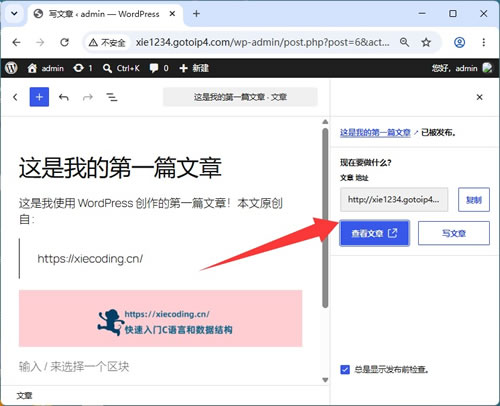 写文章 ‹ admin — WordPress
不安全 xie1234.gotoip4.com/wp-admin/post.php?post=6&act...
admin 1 Ctrl+K 0 新建 您好, admin
这是我的第一篇文章 · 文章
这是我的第一篇文章
我是我使用 WordPress 创作的第一篇文章！本文原创
自：
https://xiecoding.cn/
https://xiecoding.cn/
快速入门C语言和数据结构
输入 / 来选择一个区块
文章
这是我的第一篇文章 已被发布。
现在要做什么？
文章 地址
http://xie1234.gotoip4...
复制
查看文章
写文章
总是显示发布前检查。